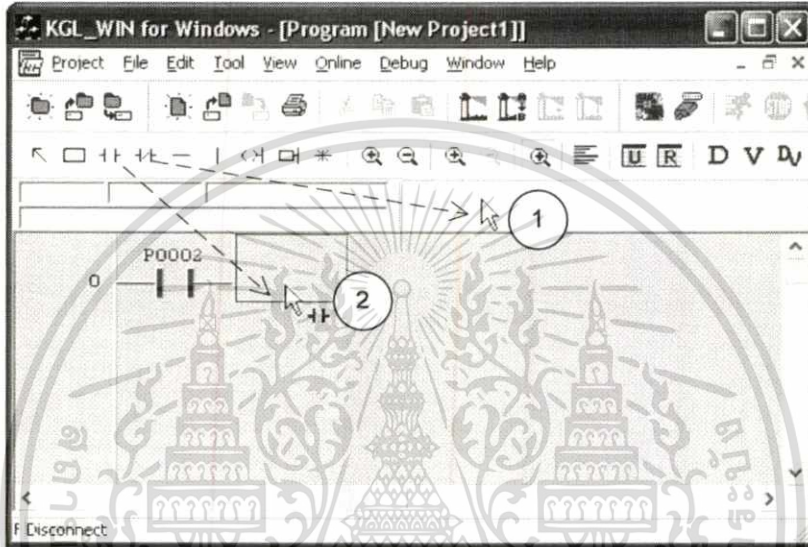 KGL_WIN for Windows - [Program [New Project1]]
Project File Edit Tool View Online Debug Window Help
U R D V
1
P0002
0
2
Disconnect